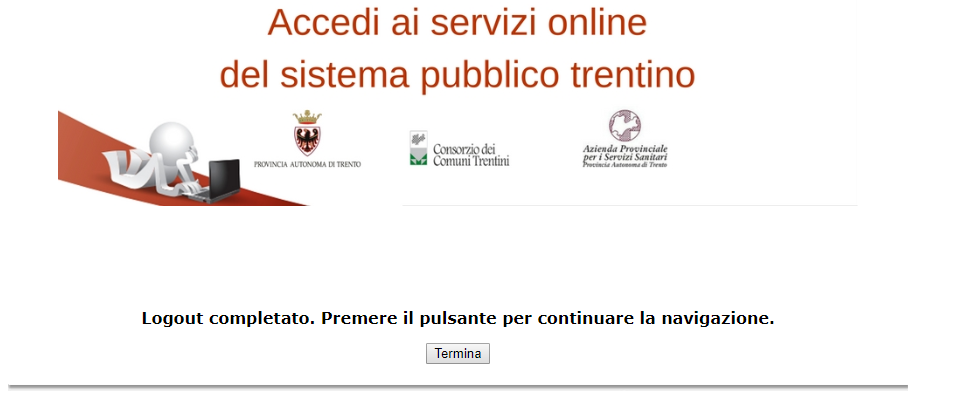 Accedi ai servizi online
del sistema pubblico trentino
PROVINCIA AUTONOMA DI TRENTO
Consorzio dei
Comuni Trentini
Azienda Provinciale
per i Servizi Sanitari
Provincia Autonoma di Trento
Logout completato. Premere il pulsante per continuare la navigazione.
Termina